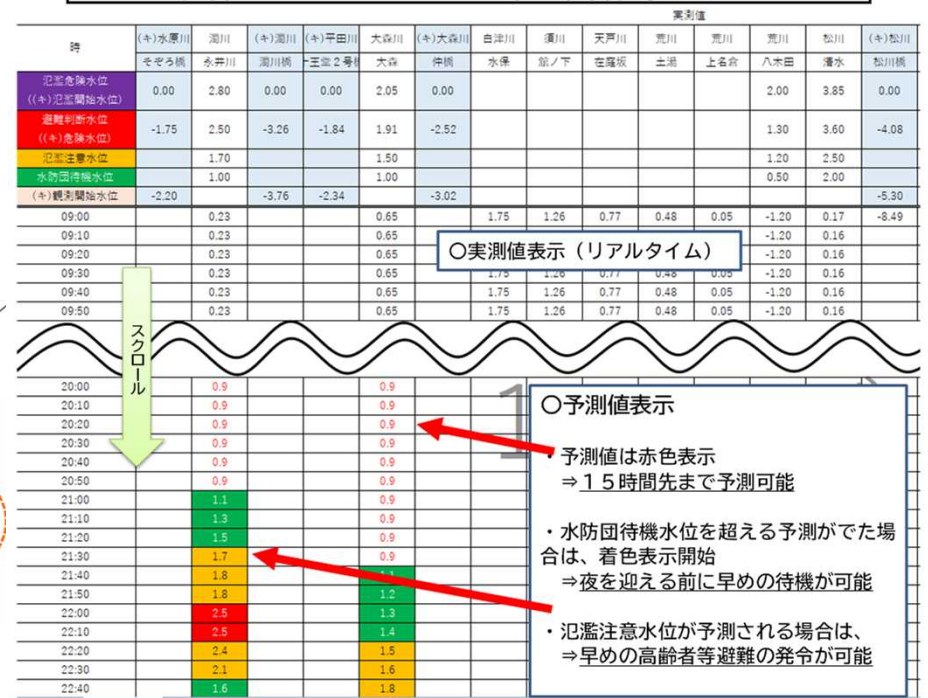 実測値
時 (キ)水原川 濁川 (キ)濁川 (キ)平田川 大森川 (キ)大森川 白津川 須川 天戸川 荒川 荒川 荒川 松川 (キ)松川
そぞろ橋 永井川 濁川橋 十王堂2号橋 大森 仲橋 水保 舘ノ下 在庭坂 土湯 上名倉 八木田 清水 松川橋
氾濫危険水位
((キ)氾濫開始水位) 0.00 2.80 0.00 0.00 2.05 0.00 2.00 3.85 0.00
避難判断水位
((キ)危険水位) -1.75 2.50 -3.26 -1.84 1.91 -2.52 1.30 3.60 -4.08
氾濫注意水位 1.70 1.50 1.20 2.50
水防団待機水位 1.00 1.00 0.50 2.00
(キ)観測開始水位 -2.20 -3.76 -2.34 -3.02 -5.30
09:00 0.23 0.65 1.75 1.26 0.77 0.48 0.05 -1.20 0.17 -8.49
09:10 0.23 0.65 -1.20 0.16
09:20 0.23 0.65 -1.20 0.16
09:30 0.23 0.65 1.75 1.26 0.77 0.48 0.05 -1.20 0.16
09:40 0.23 0.65 1.75 1.26 0.77 0.48 0.05 -1.20 0.16
09:50 0.23 0.65 1.75 1.26 0.77 0.48 0.05 -1.20 0.16
〇実測値表示（リアルタイム）
スクロール
20:00 0.9 0.9
20:10 0.9 0.9
20:20 0.9 0.9
20:30 0.9 0.9
20:40 0.9 0.9
20:50 0.9 0.9
21:00 1.1 0.9
21:10 1.3 0.9
21:20 1.5 0.9
21:30 1.7 0.9
21:40 1.8 1.1
21:50 1.8 1.2
22:00 2.5 1.3
22:10 2.5 1.4
22:20 2.4 1.5
22:30 2.1 1.6
22:40 1.6 1.8
〇予測値表示
・予測値は赤色表示
⇒１５時間先まで予測可能
・水防団待機水位を超える予測がでた場
合は、着色表示開始
⇒夜を迎える前に早めの待機が可能
・氾濫注意水位が予測される場合は、
⇒早めの高齢者等避難の発令が可能